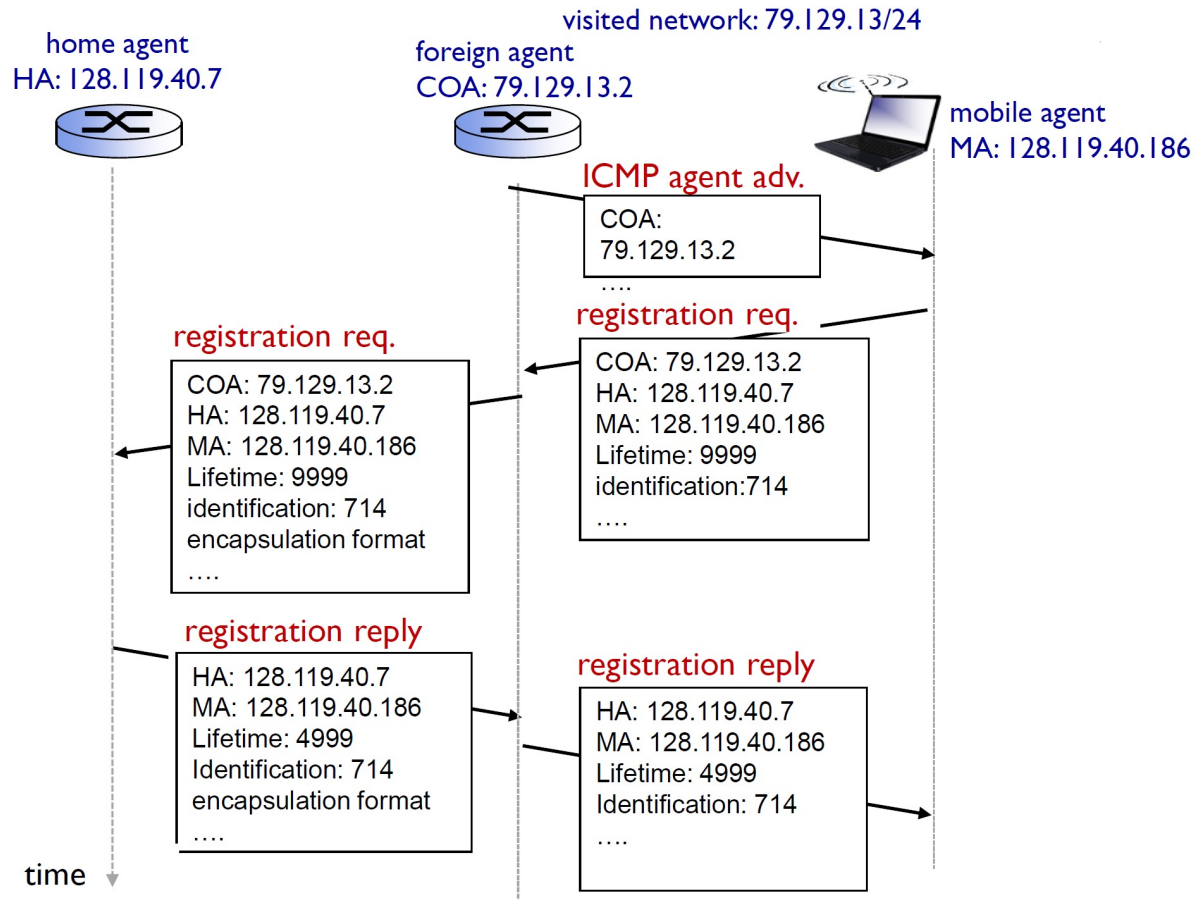 visited network: 79.129.13/24
home agent
HA: 128.119.40.7
foreign agent
COA: 79.129.13.2
mobile agent
MA: 128.119.40.186
ICMP agent adv.
COA:
79.129.13.2
....
registration req.
COA: 79.129.13.2
HA: 128.119.40.7
MA: 128.119.40.186
Lifetime: 9999
identification:714
....
registration req.
COA: 79.129.13.2
HA: 128.119.40.7
MA: 128.119.40.186
Lifetime: 9999
identification: 714
encapsulation format
....
registration reply
HA: 128.119.40.7
MA: 128.119.40.186
Lifetime: 4999
Identification: 714
encapsulation format
....
registration reply
HA: 128.119.40.7
MA: 128.119.40.186
Lifetime: 4999
Identification: 714
....
time